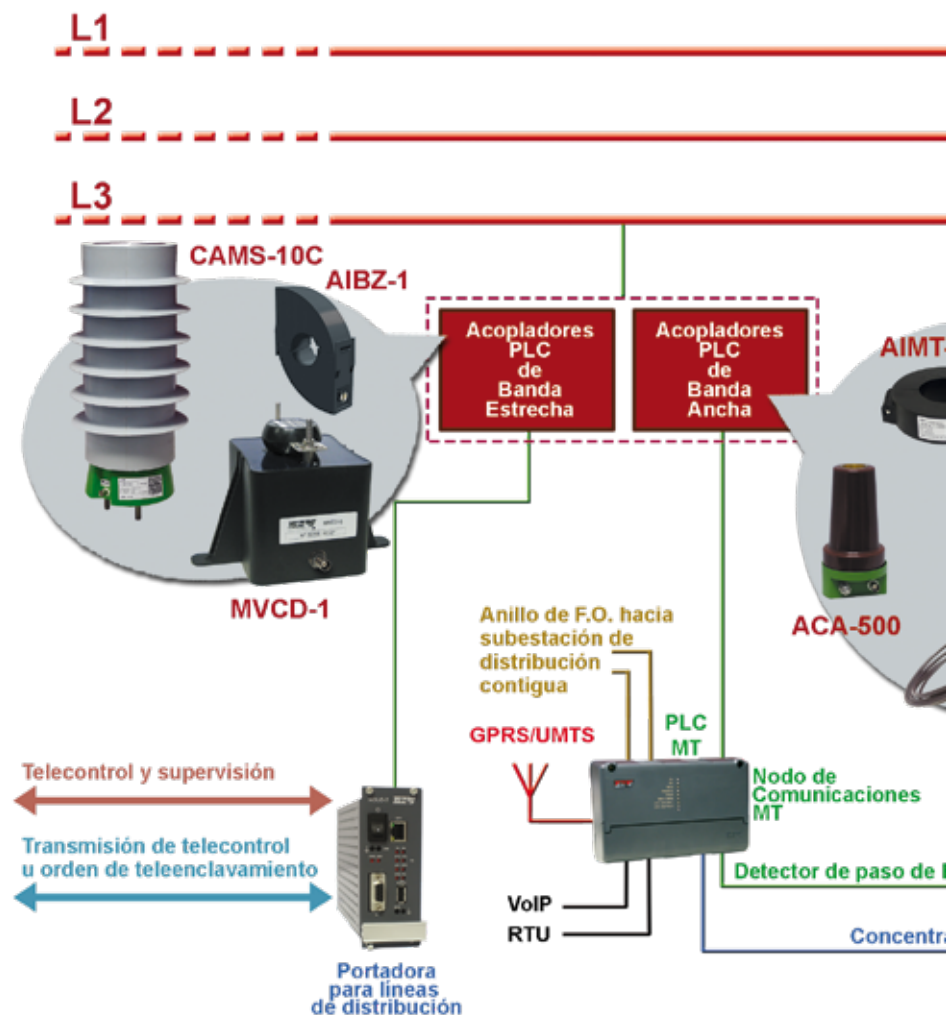 L1
L2
L3
CAMS-10C
AIBZ-1
Acopladores
PLC
de
Banda
Estrecha
Acopladores
PLC
de
Banda
Ancha
AIMT-
MVCD-1
ACA-500
Anillo de F.O. hacia
subestación de
distribución
contigua
GPRS/UMTS
PLC
MT
Nodo de
Comunicaciones
MT
Telecontrol y supervisión
Transmisión de telecontrol
u orden de teleenclavamiento
Detector de paso de
VoIP
RTU
Concentra
Portadora
para líneas
de distribución